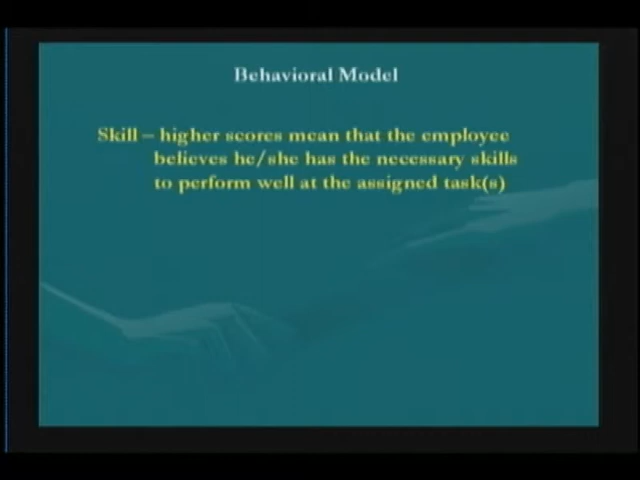 Behavioral Model
Skill – higher scores mean that the employee
believes he/she has the necessary skills
to perform well at the assigned task(s)